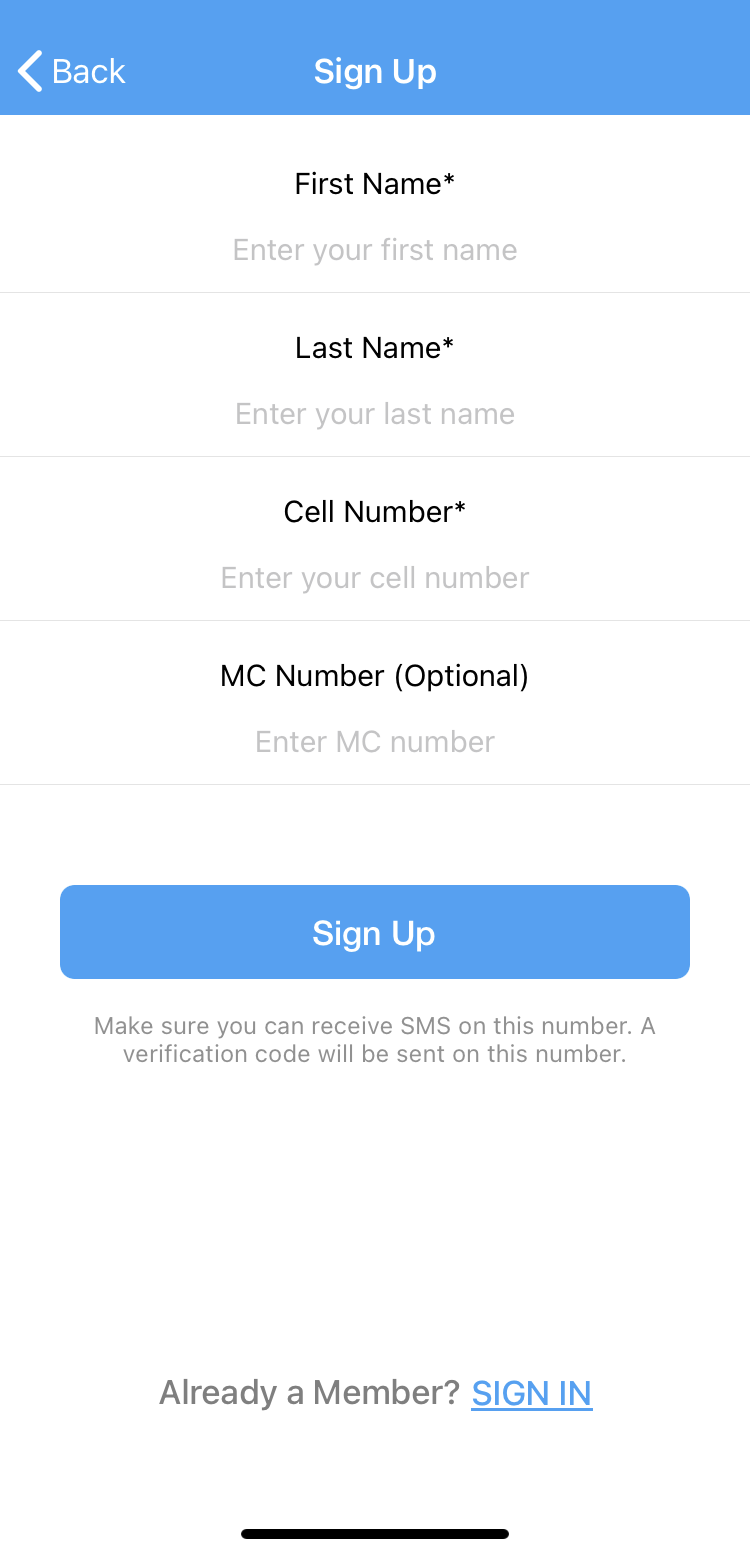 Back
Sign Up
First Name*
Enter your first name
Last Name*
Enter your last name
Cell Number*
Enter your cell number
MC Number (Optional)
Enter MC number
Sign Up
Make sure you can receive SMS on this number. A
verification code will be sent on this number.
Already a Member? SIGN IN